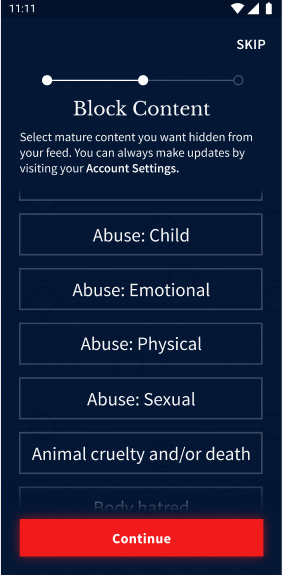 11:11
SKIP
Block Content
Select mature content you want hidden from
your feed. You can always make updates by
visiting your Account Settings.
Abuse: Child
Abuse: Emotional
Abuse: Physical
Abuse: Sexual
Animal cruelty and/or death
Body hatred
Continue